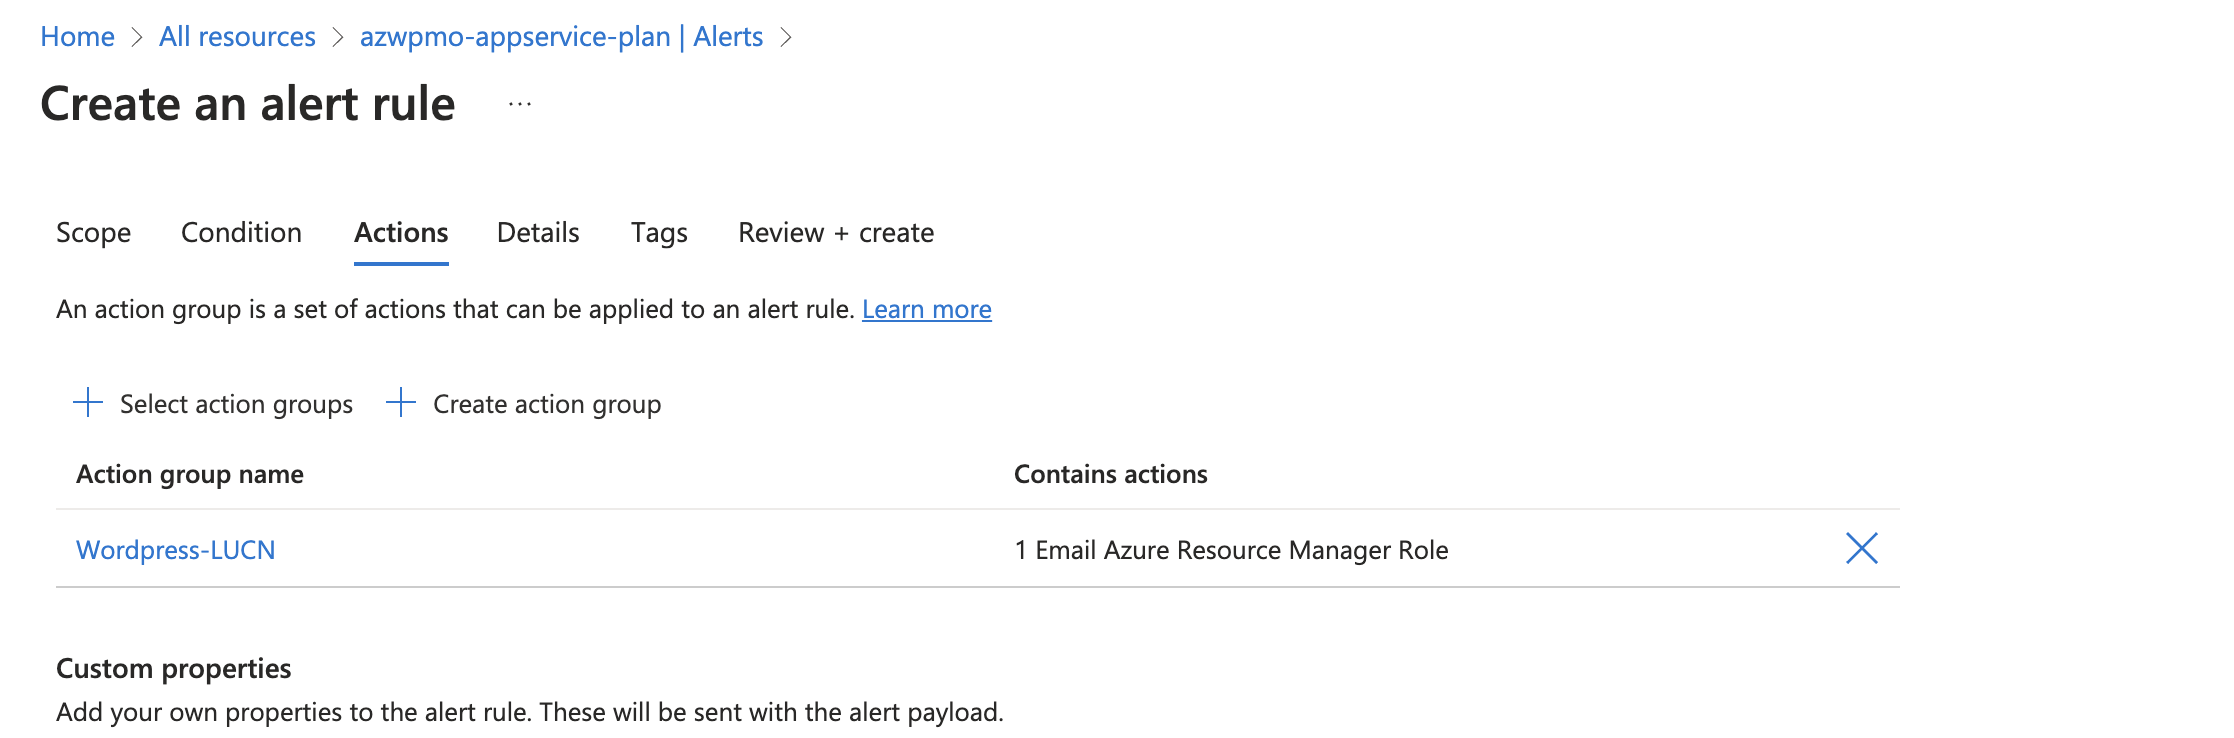 Home > All resources > azwpmo-appservice-plan | Alerts >
Create an alert rule ...
Scope Condition Actions Details Tags Review + create
An action group is a set of actions that can be applied to an alert rule. Learn more
+ Select action groups + Create action group
Action group name Contains actions
Wordpress-LUCN 1 Email Azure Resource Manager Role
Custom properties
Add your own properties to the alert rule. These will be sent with the alert payload.